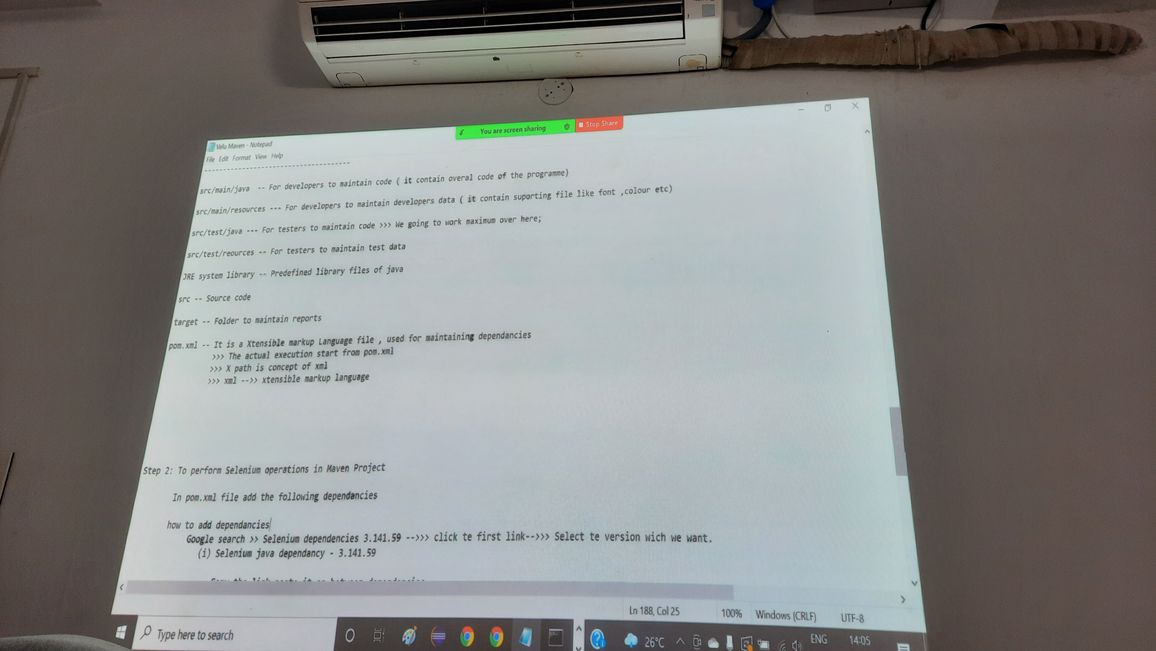 You are screen sharing
Stop Share
Velu Maven - Notepad
File Edit Format View Help
src/main/java -- For developers to maintain code ( it contain overal code of the programme)
src/main/resources --- For developers to maintain developers data ( it contain suporting file like font ,colour etc)
src/test/java --- For testers to maintain code >>> We going to work maximum over here;
src/test/reources -- For testers to maintain test data
JRE system library -- Predefined library files of java
src -- Source code
target -- Folder to maintain reports
pom.xml -- It is a Xtensible markup Language file , used for maintaining dependancies
>>> The actual execution start from pom.xml
>>> X path is concept of xml
>>> xml -->> xtensible markup language
Step 2: To perform Selenium operations in Maven Project
In pom.xml file add the following dependancies
how to add dependancies
Google search >> Selenium dependencies 3.141.59 -->>> click te first link-->>> Select te version wich we want.
(i) Selenium java dependancy - 3.141.59
Ln 188, Col 25
100%
Windows (CRLF)
UTF-8
Type here to search
26°C
ENG
14:05